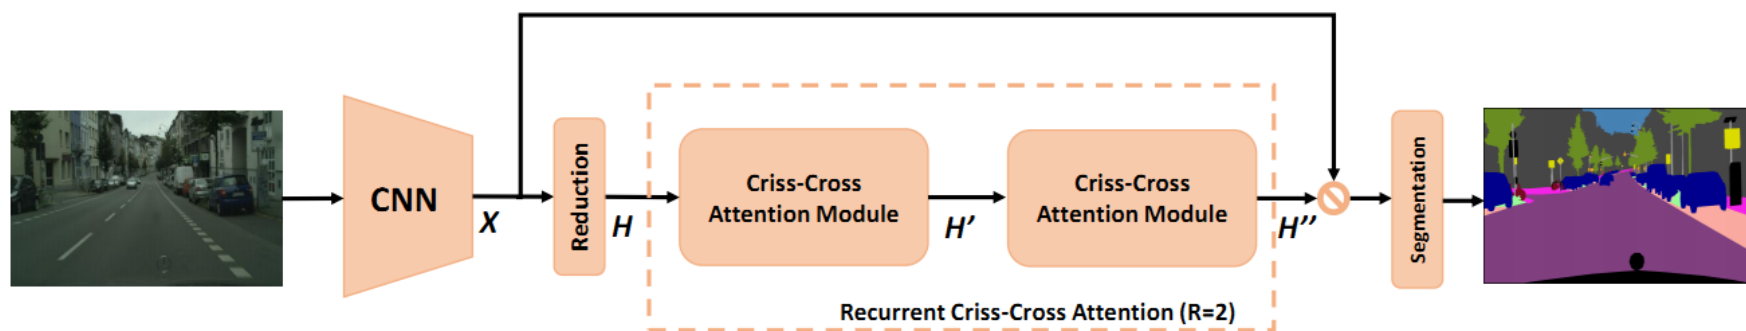 CNN
X
Reduction
H
Criss-Cross
Attention Module
H'
Criss-Cross
Attention Module
H''
Segmentation
Recurrent Criss-Cross Attention (R=2)